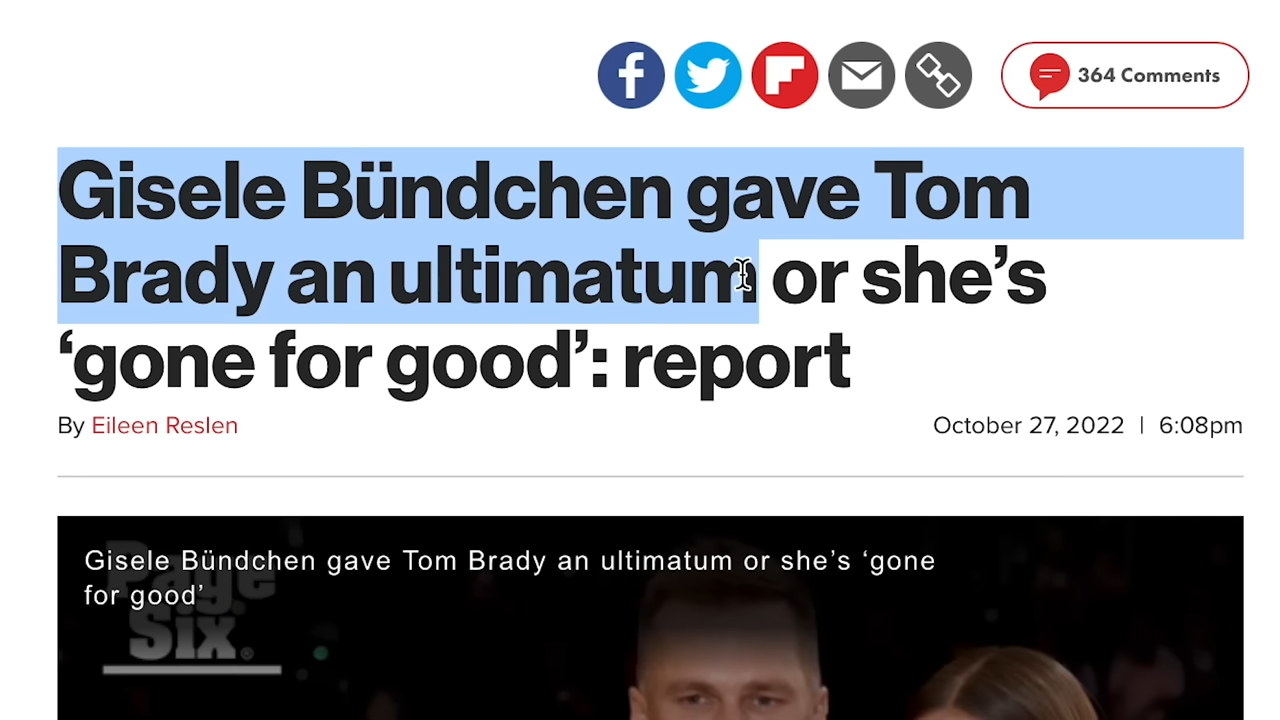 364 Comments
Gisele Bündchen gave Tom
Brady an ultimatum or she’s
‘gone for good’: report
By Eileen Reslen
October 27, 2022 | 6:08pm
Gisele Bündchen gave Tom Brady an ultimatum or she’s ‘gone
for good’
Page
Six.